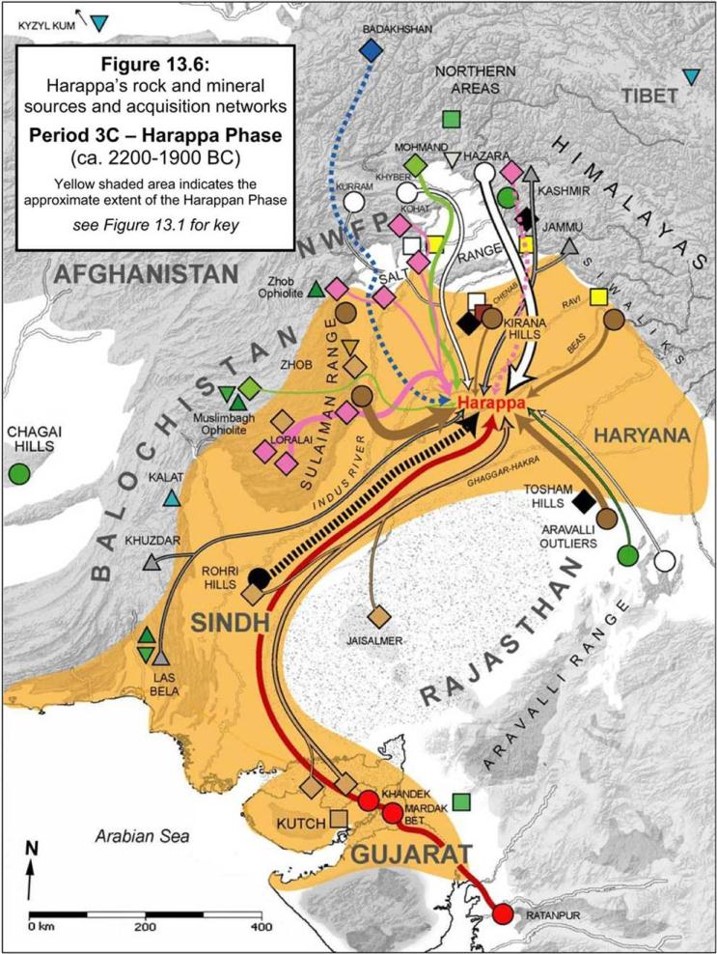 KYZYL KUM
BADAKHSHAN
Figure 13.6:
Harappa's rock and mineral
sources and acquisition networks
Period 3C – Harappa Phase
(ca. 2200-1900 BC)
Yellow shaded area indicates the
approximate extent of the Harappan Phase
see Figure 13.1 for key
NORTHERN
AREAS
TIBET
HIMALAYAS
MOHMAND
HAZARA
KHYBER
KASHMIR
KURRAM
KOHAT
NWFP
JAMMU
RANGE
SALT
SIWALIKS
AFGHANISTAN
Zhob
Ophiolite
CHENAB
RAVI
KIRANA
HILLS
BEAS
ZHOB
SULAIMAN RANGE
BALOCHISTAN
Harappa
Muslimbagh
Ophiolite
LORALAI
HARYANA
CHAGAI
HILLS
INDUS RIVER
GHAGGAR-HAKRA
KALAT
TOSHAM
HILLS
ARAVALLI
OUTLIERS
KHUZDAR
ROHRI
HILLS
SINDH
JAISALMER
RAJASTHAN
ARAVALLI RANGE
LAS
BELA
KHANDEK
MARDAK
BET
KUTCH
GUJARAT
Arabian Sea
N
RATANPUR
0 km 200 400